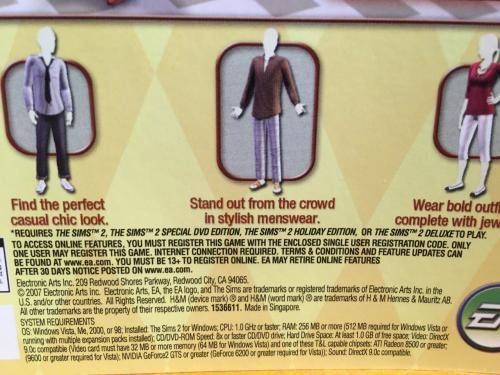 Find the perfect
casual chic look.
Stand out from the crowd
in stylish menswear.
Wear bold outf
complete with jew
*REQUIRES THE SIMS™ 2, THE SIMS™ 2 SPECIAL DVD EDITION, THE SIMS™ 2 HOLIDAY EDITION, OR THE SIMS™ 2 DELUXE TO PLAY.
TO ACCESS ONLINE FEATURES, YOU MUST REGISTER THIS GAME WITH THE ENCLOSED SINGLE USER REGISTRATION CODE. ONLY
ONE USER MAY REGISTER THIS GAME. INTERNET CONNECTION REQUIRED. TERMS & CONDITIONS AND FEATURE UPDATES CAN
BE FOUND AT www.ea.com. YOU MUST BE 13+ TO REGISTER ONLINE. EA MAY RETIRE ONLINE FEATURES
AFTER 30 DAYS NOTICE POSTED ON www.ea.com.
Electronic Arts Inc, 209 Redwood Shores Parkway, Redwood City, CA 94065.
© 2007 Electronic Arts Inc. Electronic Arts, EA, the EA logo, and The Sims are trademarks or registered trademarks of Electronic Arts Inc. in the
U.S. and/or other countries. All Rights Reserved. H&M (device mark) ® and H&M (word mark) ® are trademarks of H & M Hennes & Mauritz AB.
All other trademarks are the property of their respective owners. 1536611. Made in Singapore.
SYSTEM REQUIREMENTS
OS: Windows Vista, Me, 2000, or 98; Installed: The Sims 2 for Windows; CPU: 1.0 GHz or faster; RAM: 256 MB or more (512 MB required for Windows Vista or
running with multiple expansion packs installed); CD/DVD-ROM Speed: 8x or faster CD/DVD drive; Hard Drive Space: At least 1.0 GB of free space; Video: DirectX
9.0c compatible (Video card must have 32 MB or more memory (64 MB for Windows Vista) and one of these T&L capable chipsets: ATI Radeon 8500 or greater;
(9600 or greater required for Vista); NVIDIA GeForce2 GTS or greater (GeForce 6200 or greater required for Vista)); Sound: DirectX 9.0c compatible.